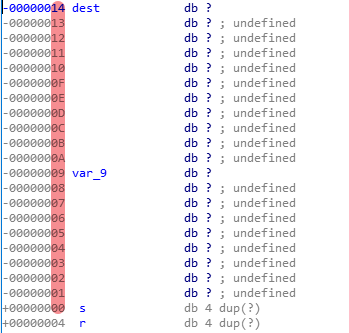 -00000014 dest db ?
-00000013 db ? ; undefined
-00000012 db ? ; undefined
-00000011 db ? ; undefined
-00000010 db ? ; undefined
-0000000F db ? ; undefined
-0000000E db ? ; undefined
-0000000D db ? ; undefined
-0000000C db ? ; undefined
-0000000B db ? ; undefined
-0000000A db ? ; undefined
-00000009 var_9 db ?
-00000008 db ? ; undefined
-00000007 db ? ; undefined
-00000006 db ? ; undefined
-00000005 db ? ; undefined
-00000004 db ? ; undefined
-00000003 db ? ; undefined
-00000002 db ? ; undefined
-00000001 db ? ; undefined
+00000000 s db 4 dup(?)
+00000004 r db 4 dup(?)